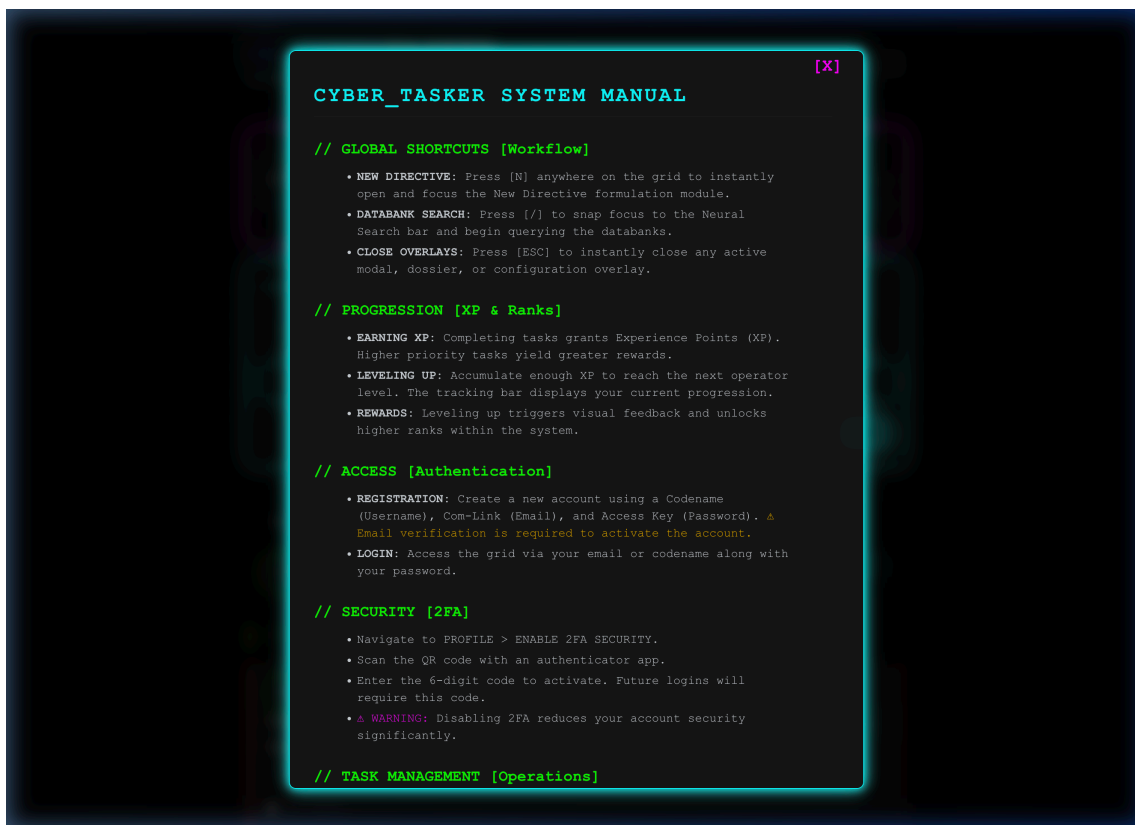 [X]
CYBER_TASKER SYSTEM MANUAL
// GLOBAL SHORTCUTS [Workflow]
• NEW DIRECTIVE: Press [N] anywhere on the grid to instantly
open and focus the New Directive formulation module.
• DATABANK SEARCH: Press [/] to snap focus to the Neural
Search bar and begin querying the databanks.
• CLOSE OVERLAYS: Press [ESC] to instantly close any active
modal, dossier, or configuration overlay.
// PROGRESSION [XP & Ranks]
• EARNING XP: Completing tasks grants Experience Points (XP).
Higher priority tasks yield greater rewards.
• LEVELING UP: Accumulate enough XP to reach the next operator
level. The tracking bar displays your current progression.
• REWARDS: Leveling up triggers visual feedback and unlocks
higher ranks within the system.
// ACCESS [Authentication]
• REGISTRATION: Create a new account using a Codename
(Username), Com-Link (Email), and Access Key (Password). ⚠
Email verification is required to activate the account.
• LOGIN: Access the grid via your email or codename along with
your password.
// SECURITY [2FA]
• Navigate to PROFILE > ENABLE 2FA SECURITY.
• Scan the QR code with an authenticator app.
• Enter the 6-digit code to activate. Future logins will
require this code.
• ⚠ WARNING: Disabling 2FA reduces your account security
significantly.
// TASK MANAGEMENT [Operations]